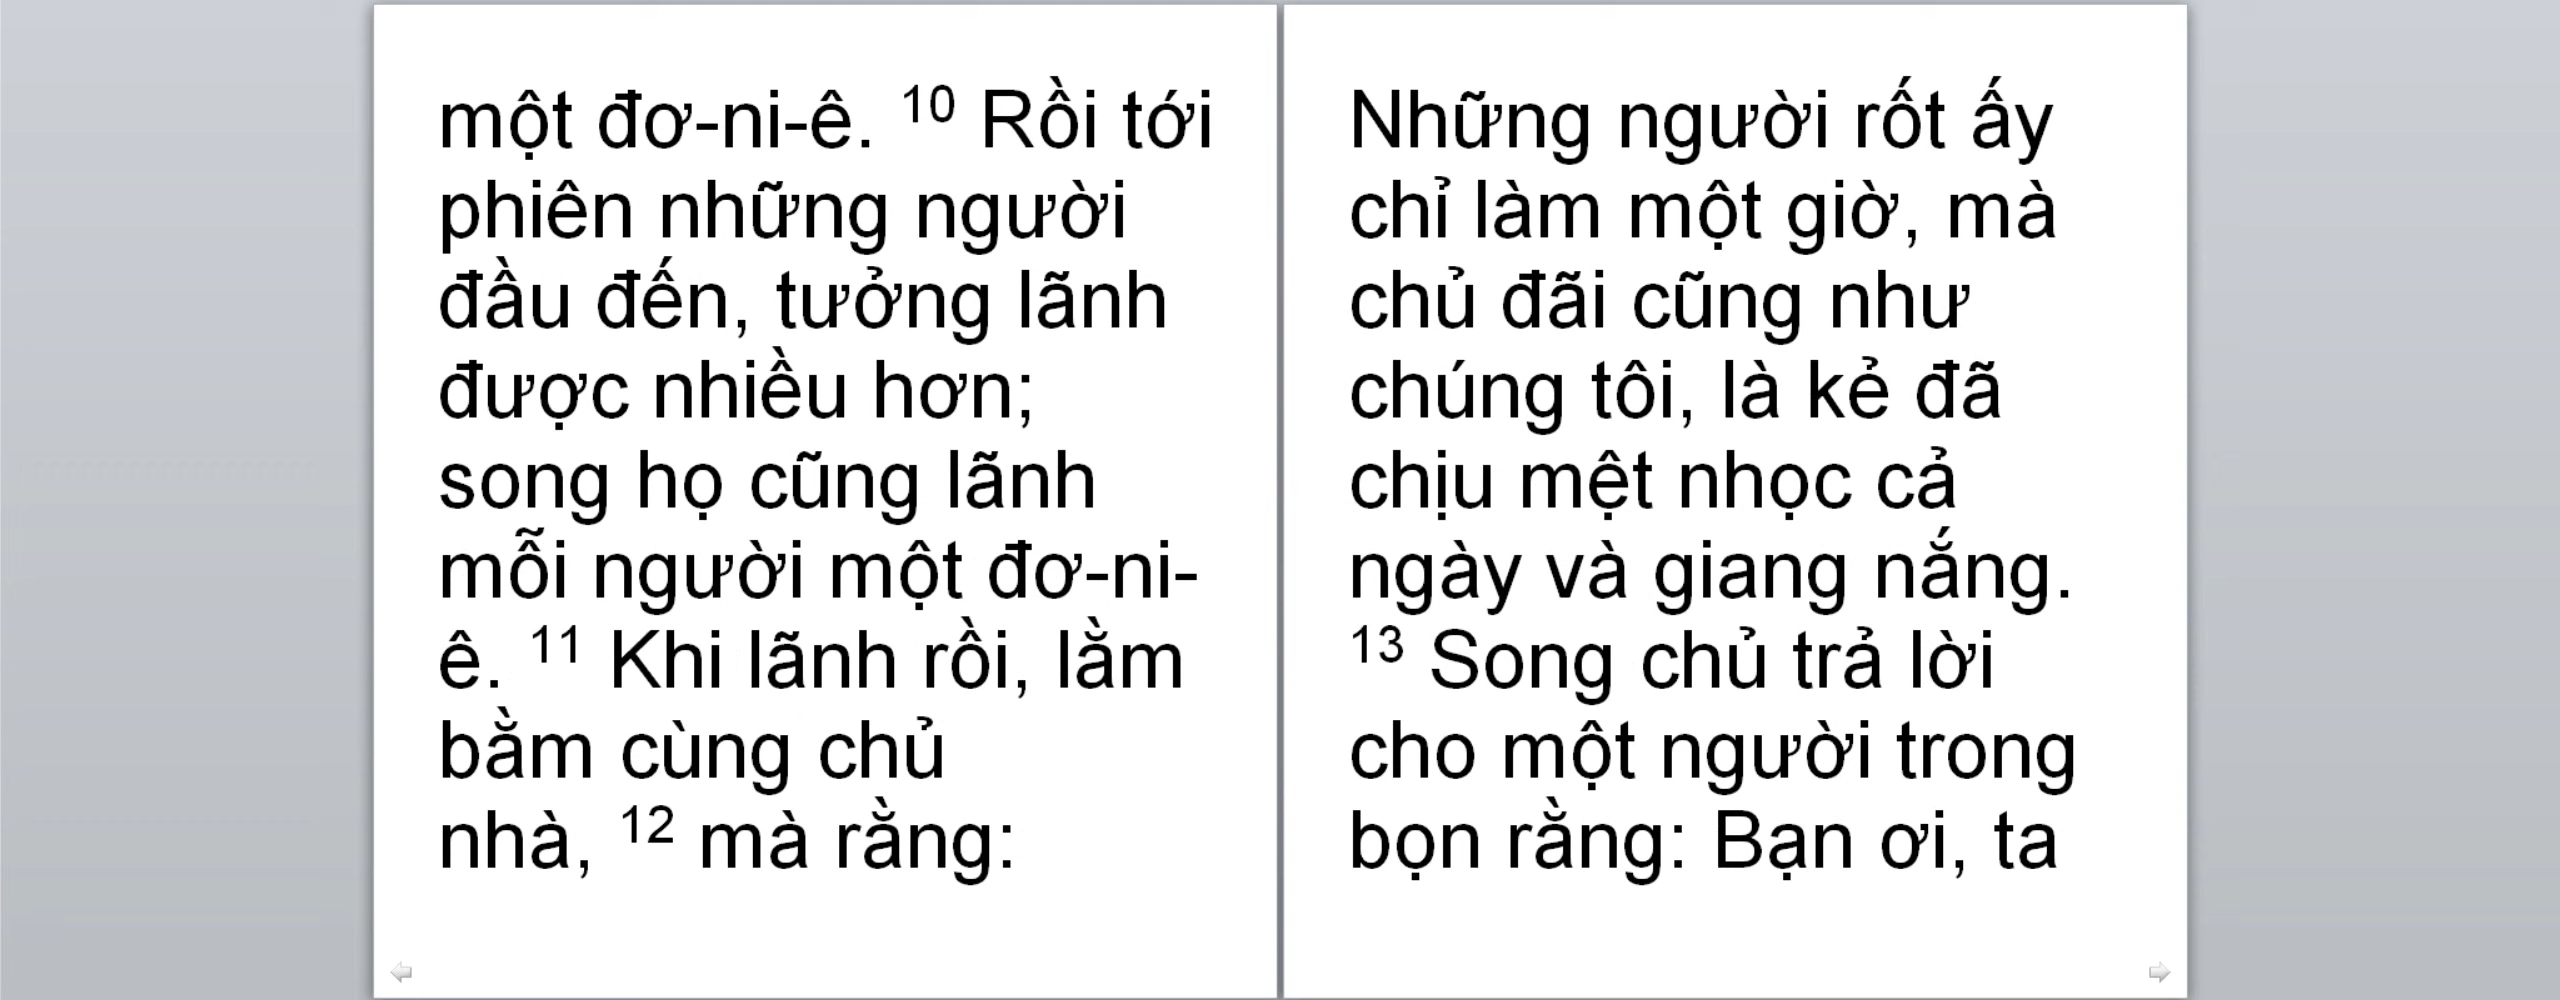 một đơ-ni-ê. ¹⁰ Rồi tới
phiên những người
đầu đến, tưởng lãnh
được nhiều hơn;
song họ cũng lãnh
mỗi người một đơ-ni-
ê. ¹¹ Khi lãnh rồi, lằm
bằm cùng chủ
nhà, ¹² mà rằng:
Những người rốt ấy
chỉ làm một giờ, mà
chủ đãi cũng như
chúng tôi, là kẻ đã
chịu mệt nhọc cả
ngày và giang nắng.
¹³ Song chủ trả lời
cho một người trong
bọn rằng: Bạn ơi, ta